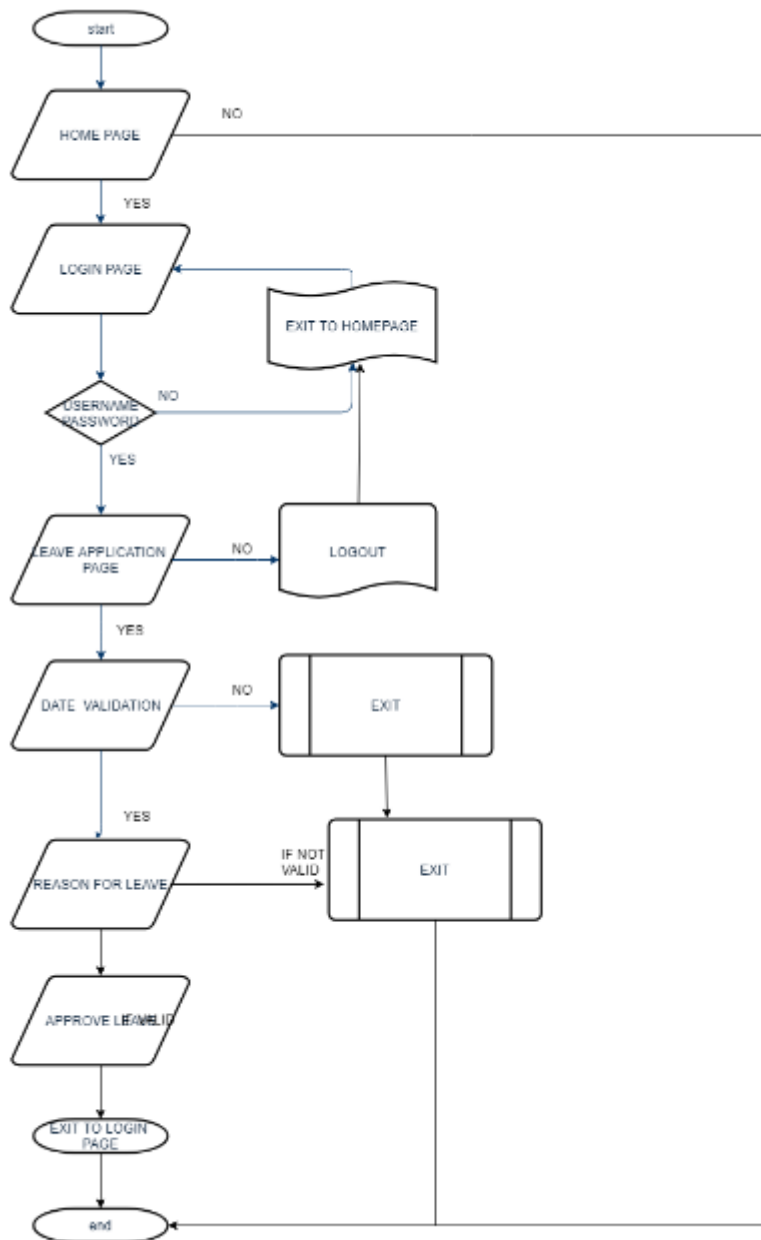 start
NO
HOME PAGE
YES
LOGIN PAGE
EXIT TO HOMEPAGE
NO
USERNAME
PASSWORD
YES
LEAVE APPLICATION
PAGE
NO
LOGOUT
YES
DATE VALIDATION
NO
EXIT
YES
REASON FOR LEAVE
IF NOT
VALID
EXIT
APPROVE LEAVE
IF VALID
EXIT TO LOGIN
PAGE
end